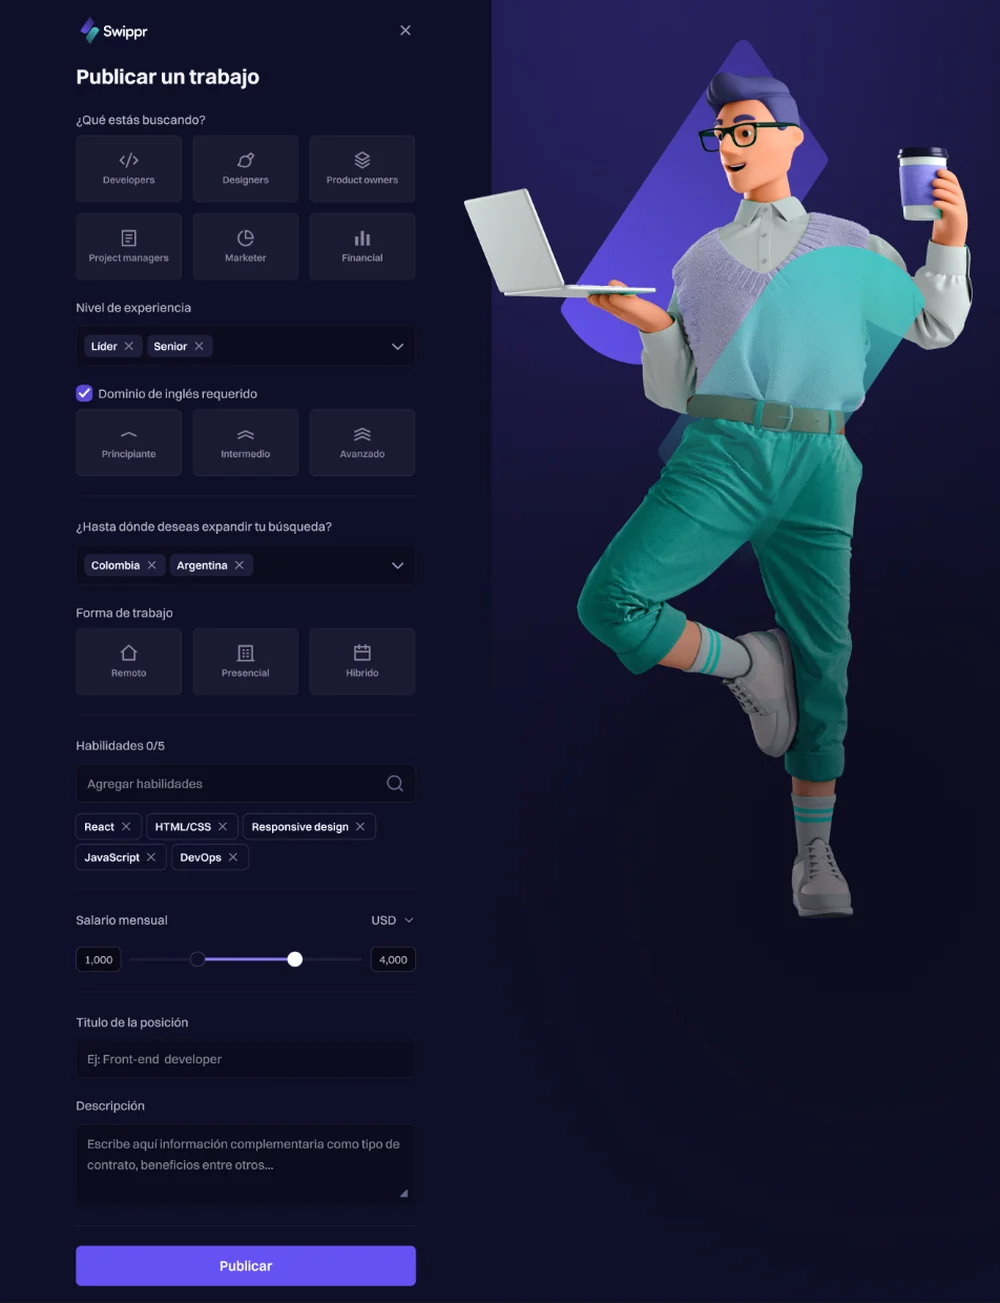 Swippr
Publicar un trabajo
¿Qué estás buscando?
Developers
Designers
Product owners
Project managers
Marketer
Financial
Nivel de experiencia
Líder
Senior
Dominio de inglés requerido
Principiante
Intermedio
Avanzado
¿Hasta dónde deseas expandir tu búsqueda?
Colombia
Argentina
Forma de trabajo
Remoto
Presencial
Híbrido
Habilidades 0/5
Agregar habilidades
React
HTML/CSS
Responsive design
JavaScript
DevOps
Salario mensual
USD
1,000
4,000
Titulo de la posición
Ej: Front-end developer
Descripción
Escribe aquí información complementaria como tipo de
contrato, beneficios entre otros...
Publicar